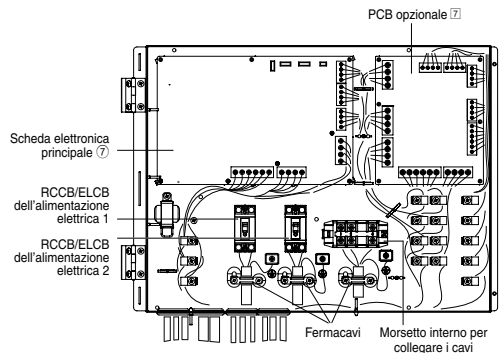 PCB opzionale 7
Scheda elettronica
principale ⑦
RCCB/ELCB
dell'alimentazione
elettrica 1
RCCB/ELCB
dell'alimentazione
elettrica 2
Fermacavi
Morsetto interno per
collegare i cavi